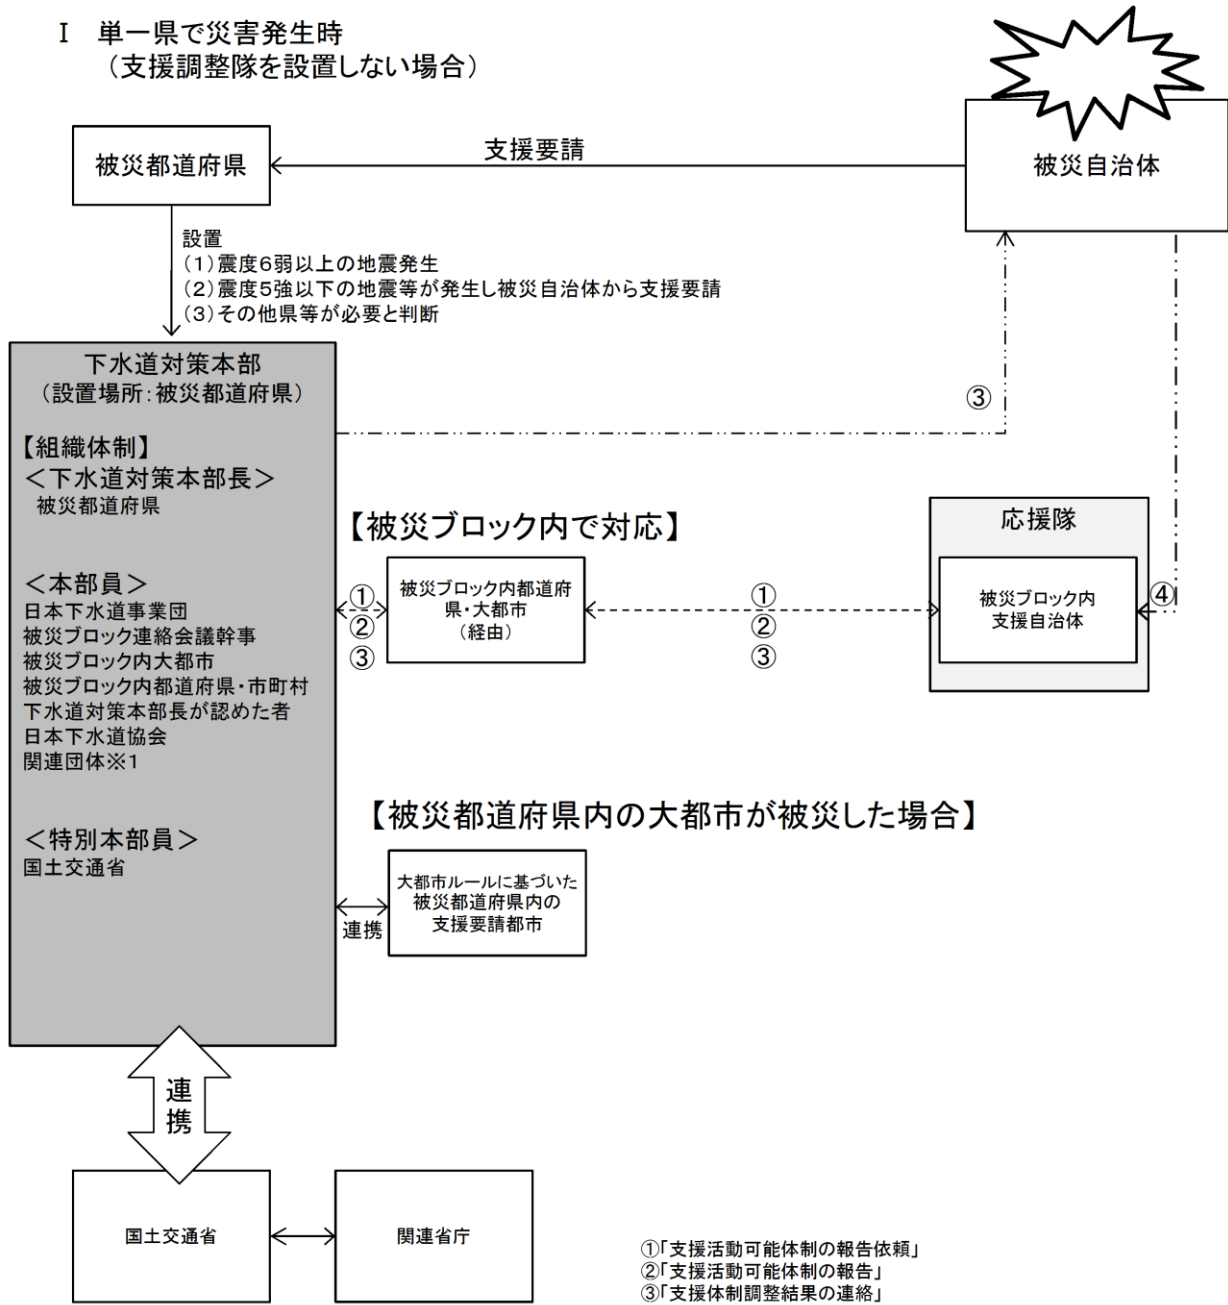 Ⅰ 単一県で災害発生時
（支援調整隊を設置しない場合）
被災都道府県
支援要請
被災自治体
設置
（1）震度６弱以上の地震発生
（2）震度５強以下の地震等が発生し被災自治体から支援要請
（3）その他県等が必要と判断
下水道対策本部
（設置場所：被災都道府県）
【組織体制】
＜下水道対策本部長＞
被災都道府県
＜本部員＞
日本下水道事業団
被災ブロック連絡会議幹事
被災ブロック内大都市
被災ブロック内都道府県・市町村
下水道対策本部長が認めた者
日本下水道協会
関連団体※1
＜特別本部員＞
国土交通省
③
【被災ブロック内で対応】
①
②
③
被災ブロック内都道府
県・大都市
（経由）
①
②
③
応援隊
被災ブロック内
支援自治体
④
【被災都道府県内の大都市が被災した場合】
連携
大都市ルールに基づいた
被災都道府県内の
支援要請都市
連
携
国土交通省
関連省庁
①「支援活動可能体制の報告依頼」
②「支援活動可能体制の報告」
③「支援体制調整結果の連絡」